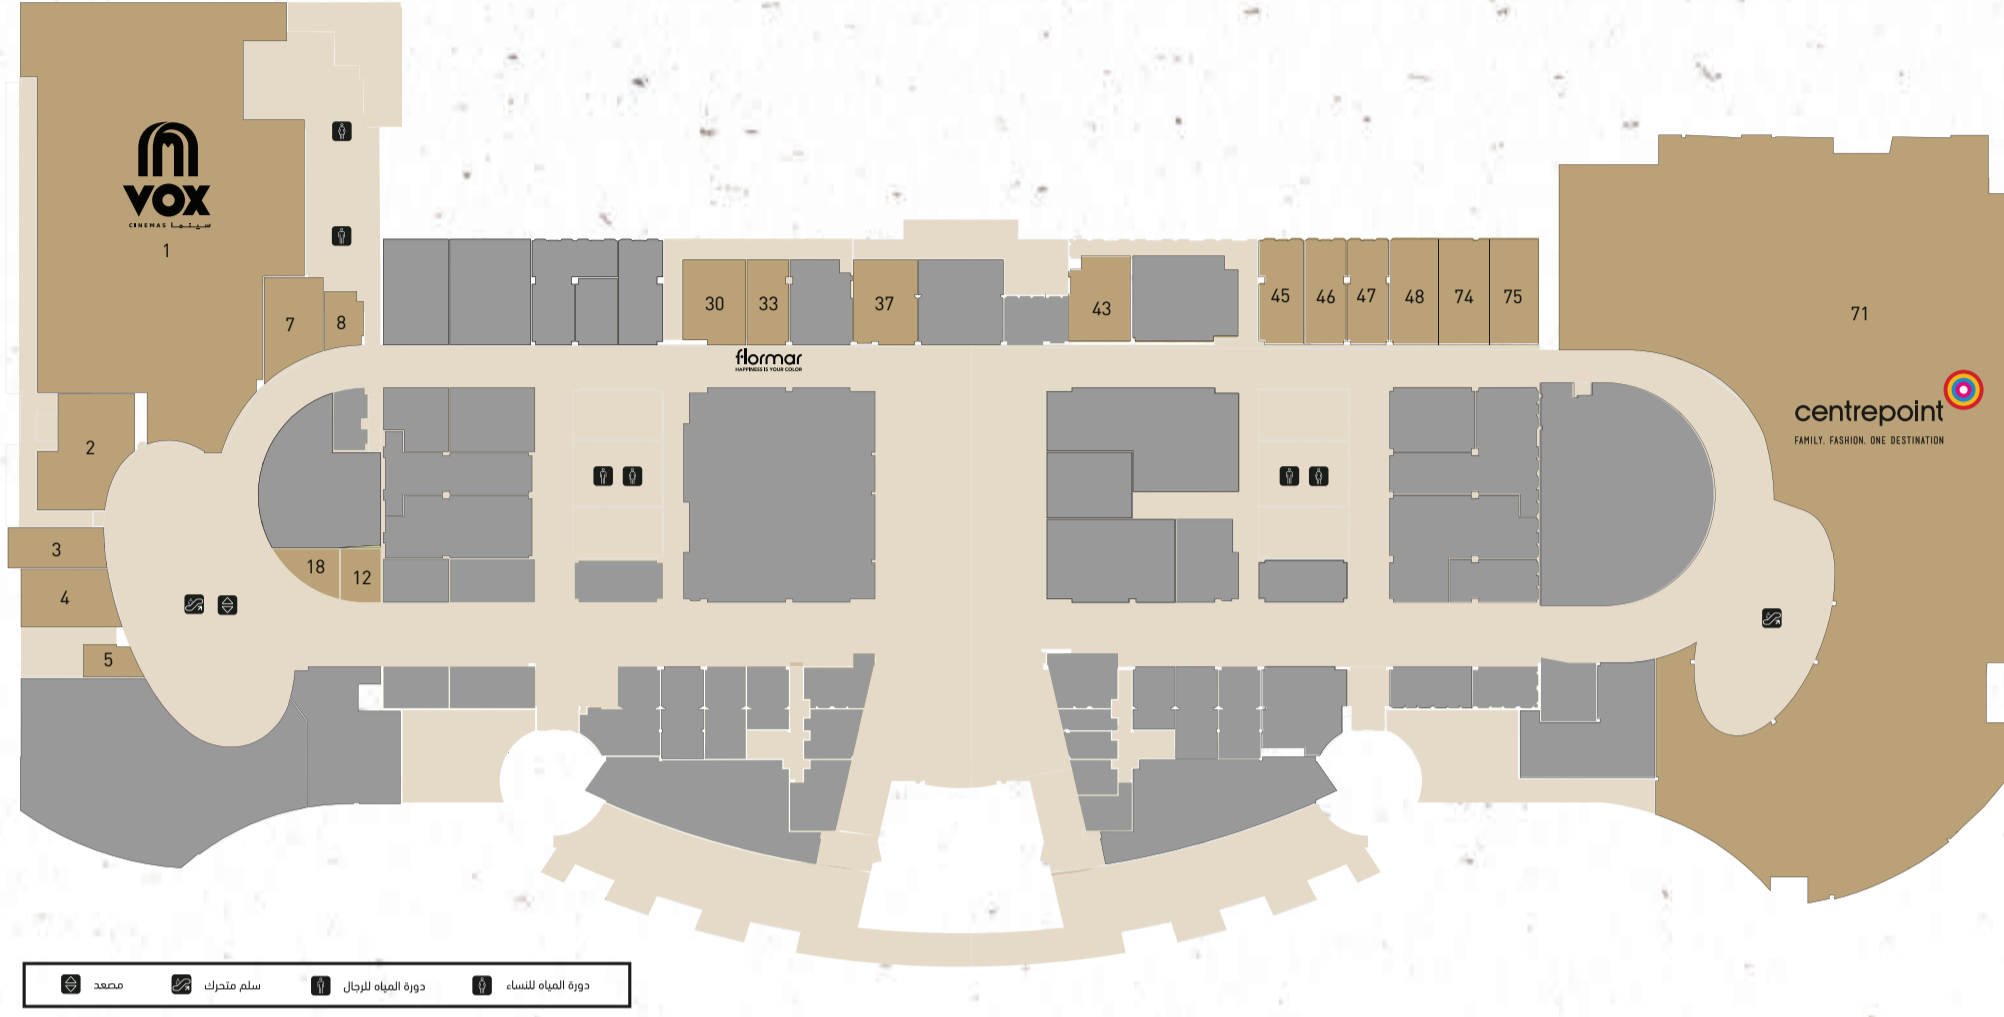 VOX
CINEMAS سينما
1
7
8
2
3
4
5
18
12
30
33
37
43
45
46
47
48
74
75
flormar
HAPPINESS IS YOUR COLOR
71
centrepoint
FAMILY. FASHION. ONE DESTINATION
دورة المياه للنساء
دورة المياه للرجال
سلم متحرك
مصعد